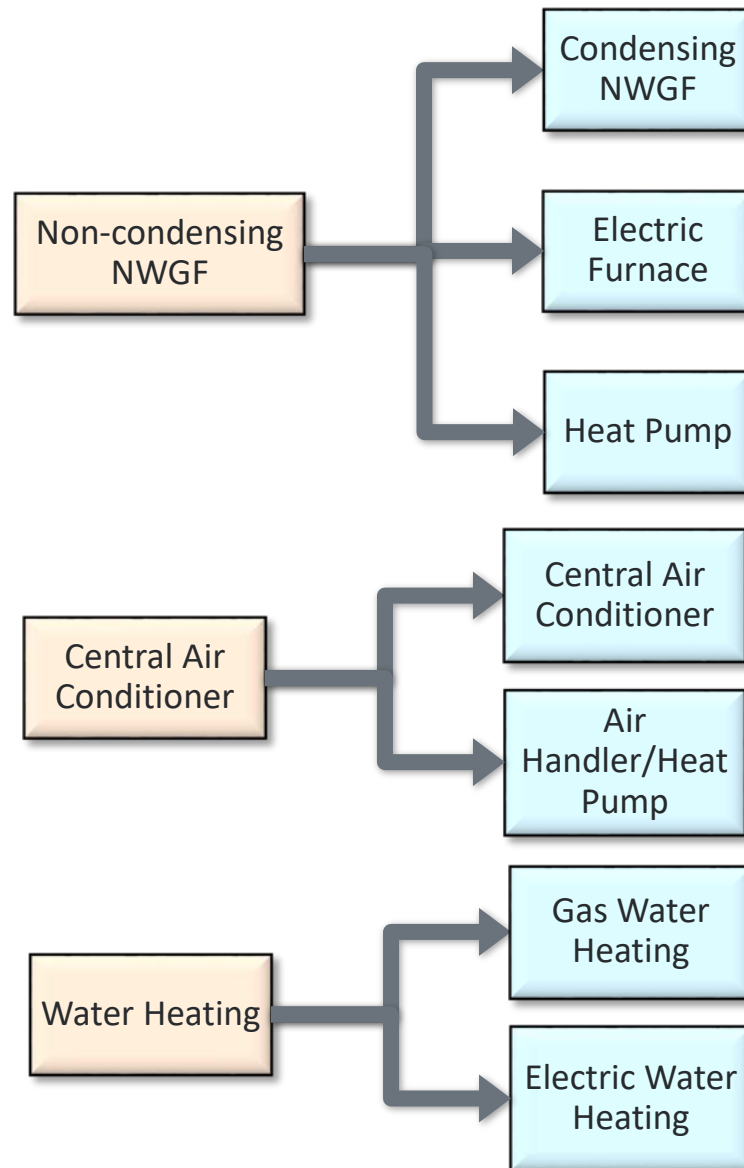 Condensing
NWGF
Non-condensing
NWGF
Electric
Furnace
Heat Pump
Central Air
Conditioner
Central Air
Conditioner
Air
Handler/Heat
Pump
Gas Water
Heating
Water Heating
Electric Water
Heating